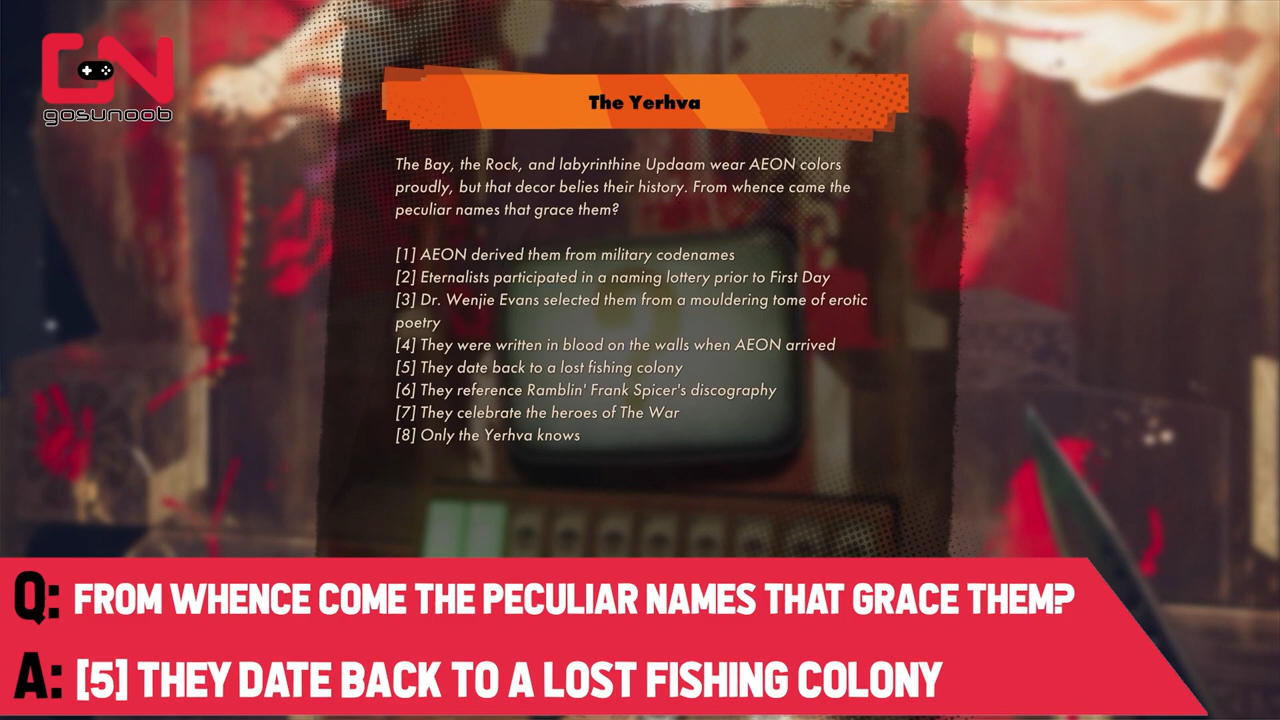 GN
gosunoob
The Yerhva
The Bay, the Rock, and labyrinthine Updaam wear AEON colors
proudly, but that decor belies their history. From whence came the
peculiar names that grace them?
[1] AEON derived them from military codenames
[2] Eternalists participated in a naming lottery prior to First Day
[3] Dr. Wenjie Evans selected them from a mouldering tome of erotic
poetry
[4] They were written in blood on the walls when AEON arrived
[5] They date back to a lost fishing colony
[6] They reference Ramblin' Frank Spicer's discography
[7] They celebrate the heroes of The War
[8] Only the Yerhva knows
Q: FROM WHENCE COME THE PECULIAR NAMES THAT GRACE THEM?
A: [5] THEY DATE BACK TO A LOST FISHING COLONY